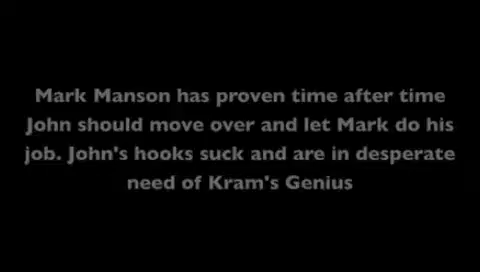 Mark Manson has proven time after time
John should move over and let Mark do his
job. John's hooks suck and are in desperate
need of Kram's Genius